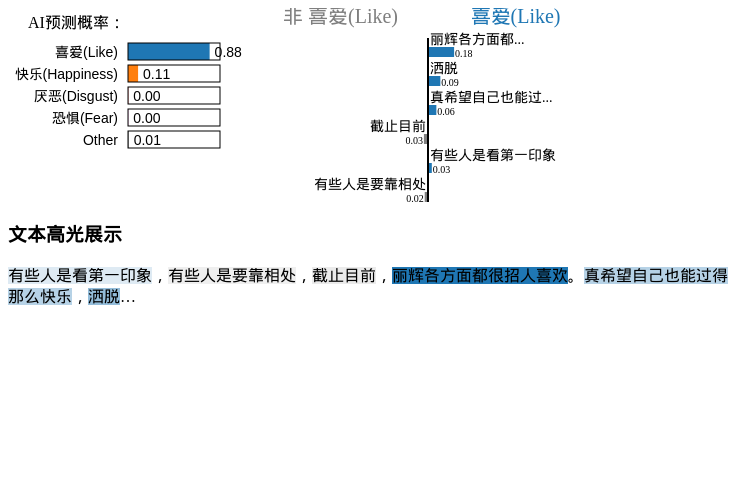 AI预测概率：
喜爱(Like) 0.88
快乐(Happiness) 0.11
厌恶(Disgust) 0.00
恐惧(Fear) 0.00
Other 0.01
非 喜爱(Like) 喜爱(Like)
丽辉各方面都...
0.18
洒脱
0.09
真希望自己也能过...
0.06
截止目前
0.03
有些人是看第一印象
0.03
有些人是要靠相处
0.02
文本高光展示
有些人是看第一印象，有些人是要靠相处，截止目前，丽辉各方面都很招人喜欢。真希望自己也能过得
那么快乐，洒脱…